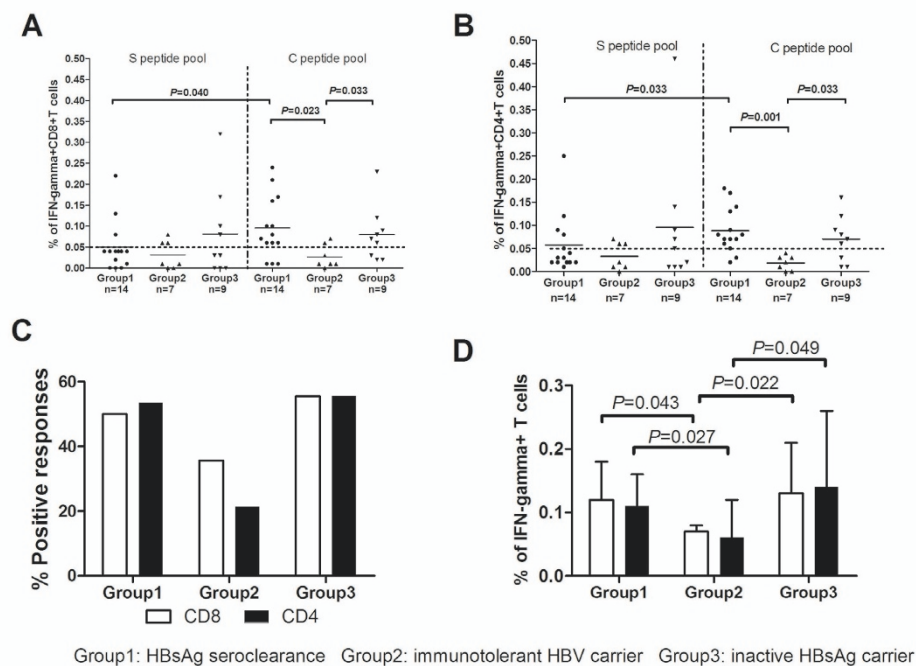 A
S peptide pool C peptide pool
% of IFN-gamma+CD8+T cells
0.50
0.45
0.40
0.35
0.30
0.25
0.20
0.15
0.10
0.05
0.00
P=0.040
P=0.023
P=0.033
Group1 Group2 Group3 Group1 Group2 Group3
n=14 n=7 n=9 n=14 n=7 n=9
B
S peptide pool C peptide pool
% of IFN-gamma+CD4+T cells
0.50
0.45
0.40
0.35
0.30
0.25
0.20
0.15
0.10
0.05
0.00
P=0.033
P=0.001
P=0.033
Group1 Group2 Group3 Group1 Group2 Group3
n=14 n=7 n=9 n=14 n=7 n=9
C
% Positive responses
60
40
20
0
Group1 Group2 Group3
CD8 CD4
D
% of IFN-gamma+ T cells
0.3
0.2
0.1
0.0
P=0.049
P=0.022
P=0.043
P=0.027
Group1 Group2 Group3
Group1: HBsAg seroclearance Group2: immunotolerant HBV carrier Group3: inactive HBsAg carrier